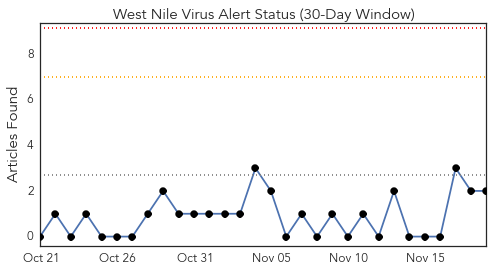 West Nile Virus Alert Status (30-Day Window)
Articles Found
8
6
4
2
0
Oct 21 Oct 26 Oct 31 Nov 05 Nov 10 Nov 15